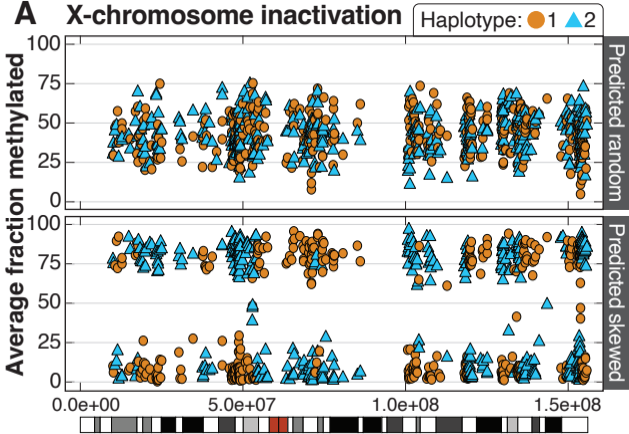 A X-chromosome inactivation
Haplotype: 1 2
Average fraction methylated
100
75
50
25
0
Predicted random
100
75
50
25
0
Predicted skewed
0.0e+00 5.0e+07 1.0e+08 1.5e+08